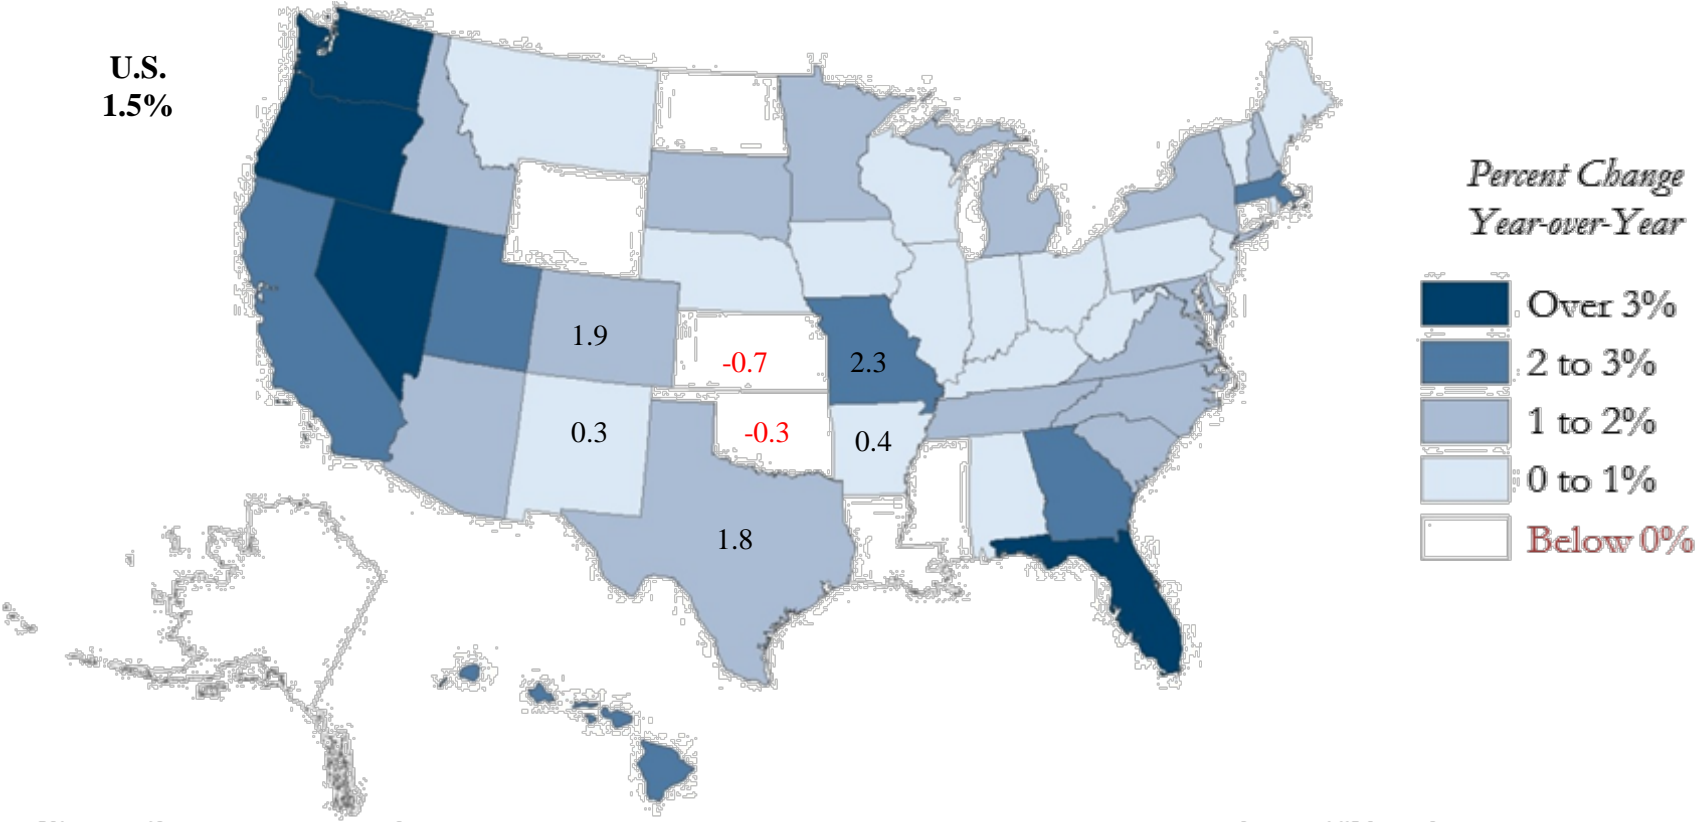 U.S.
1.5%
Percent Change
Year-over-Year
Over 3%
2 to 3%
1 to 2%
0 to 1%
Below 0%
1.9
-0.7
2.3
0.3
-0.3
0.4
1.8